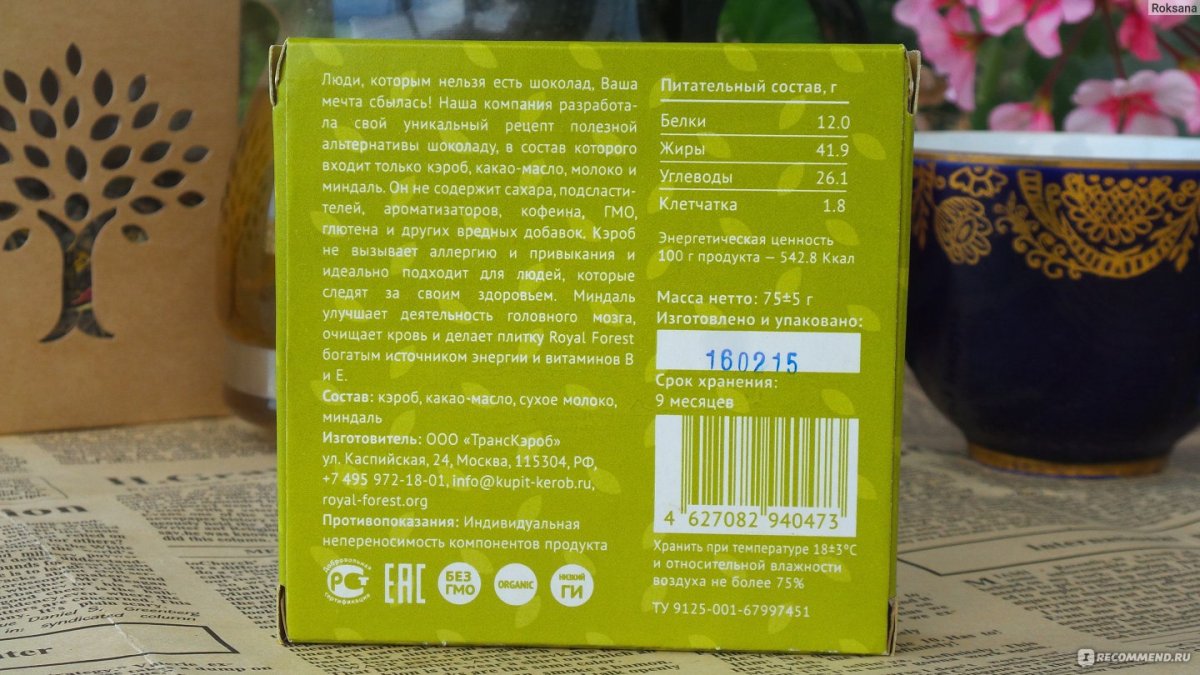 Roksana
Люди, которым нельзя есть шоколад, Ваша
мечта сбылась! Наша компания разработа-
ла свой уникальный рецепт полезной
альтернативы шоколаду, в состав которого
входит только кэроб, какао-масло, молоко и
миндаль. Он не содержит сахара, подсласти-
телей, ароматизаторов, кофеина, ГМО,
глютена и других вредных добавок. Кэроб
не вызывает аллергию и привыкания и
идеально подходит для людей, которые
следят за своим здоровьем. Миндаль
улучшает деятельность головного мозга,
очищает кровь и делает плитку Royal Forest
богатым источником энергии и витаминов В
и Е.
Состав: кэроб, какао-масло, сухое молоко,
миндаль
Изготовитель: ООО «ТрансКэроб»
ул. Каспийская, 24, Москва, 115304, РФ,
+7 495 972-18-01, info@kupit-kerob.ru,
royal-forest.org
Противопоказания: Индивидуальная
непереносимость компонентов продукта
Добровольная
сертификация
EAC
БЕЗ
ГМО
ORGANIC
НИЗКИЙ
ГИ
Питательный состав, г
Белки 12.0
Жиры 41.9
Углеводы 26.1
Клетчатка 1.8
Энергетическая ценность
100 г продукта — 542.8 Ккал
Масса нетто: 75±5 г
Изготовлено и упаковано:
160215
Срок хранения:
9 месяцев
4 627082 940473
Хранить при температуре 18±3°С
и относительной влажности
воздуха не более 75%
ТУ 9125-001-67997451
in syndicated column
RECOMMEND.RU